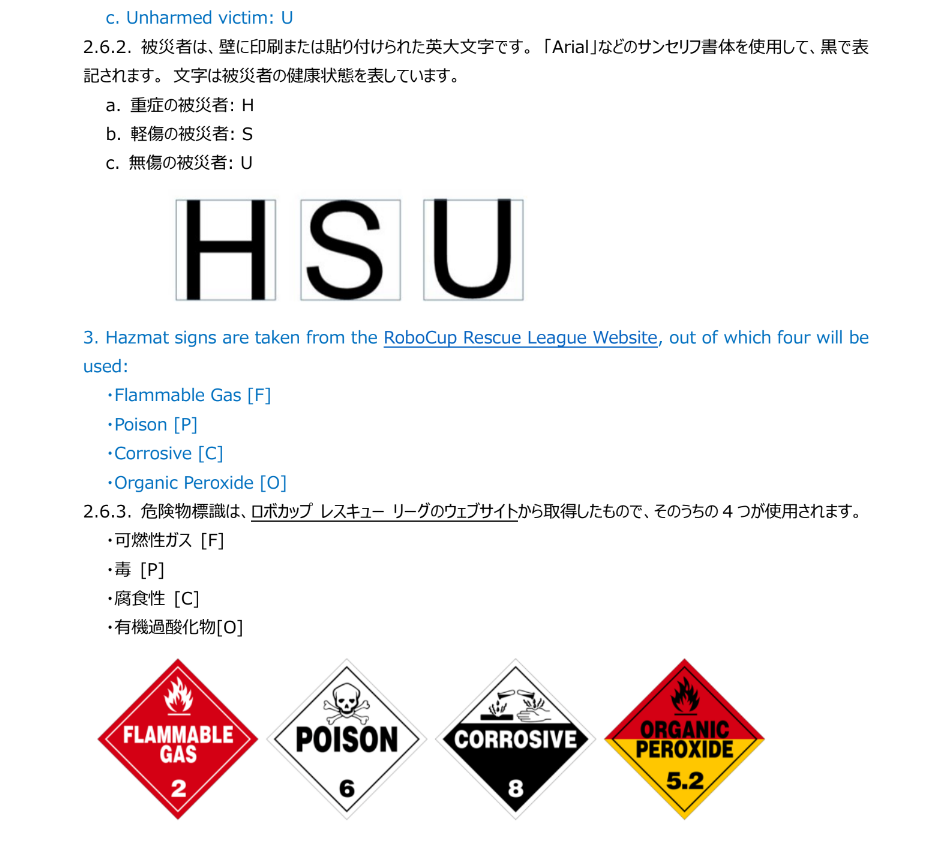 c. Unharmed victim: U
2.6.2. 被災者は、壁に印刷または貼り付けられた英大文字です。「Arial」などのサンセリフ書体を使用して、黒で表
記されます。 文字は被災者の健康状態を表しています。
a. 重症の被災者: H
b. 軽傷の被災者: S
c. 無傷の被災者: U
H S U
3. Hazmat signs are taken from the RoboCup Rescue League Website, out of which four will be
used:
・Flammable Gas [F]
・Poison [P]
・Corrosive [C]
・Organic Peroxide [O]
2.6.3. 危険物標識は、ロボカップ レスキュー リーグのウェブサイトから取得したもので、そのうちの 4 つが使用されます。
・可燃性ガス [F]
・毒 [P]
・腐食性 [C]
・有機過酸化物[O]
FLAMMABLE
GAS
2
POISON
6
CORROSIVE
8
ORGANIC
PEROXIDE
5.2